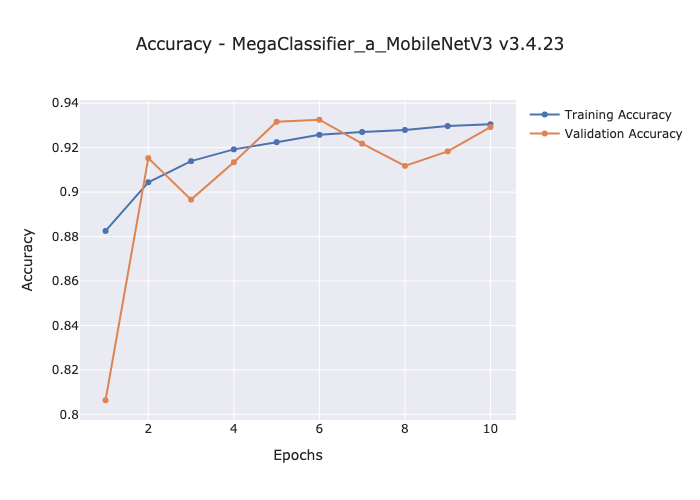 Accuracy - MegaClassifier_a_MobileNetV3 v3.4.23
Training Accuracy
Validation Accuracy
0.94
0.92
0.9
0.88
0.86
0.84
0.82
0.8
Accuracy
2
4
6
8
10
Epochs